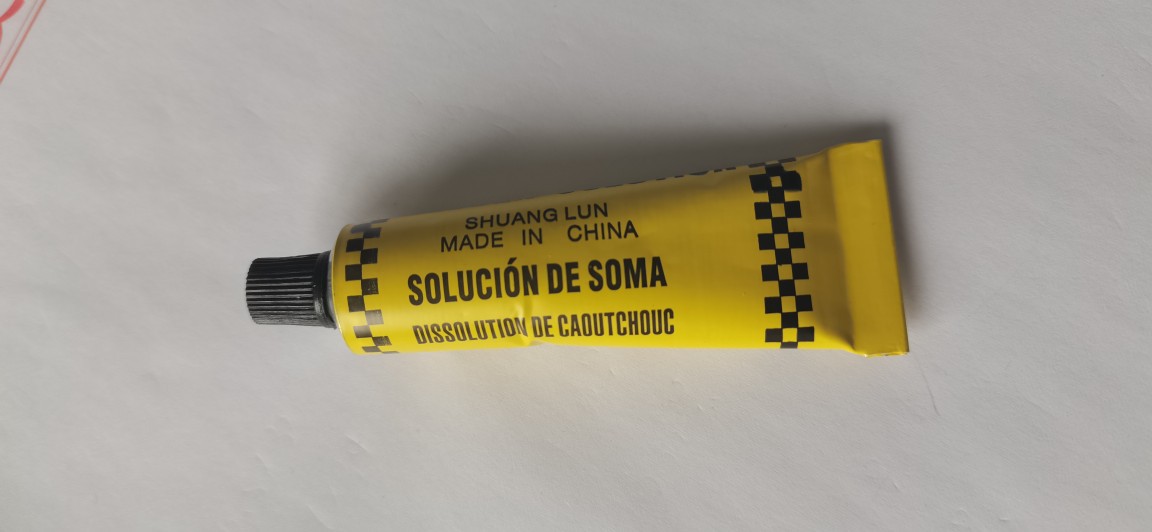 SHUANG LUN
MADE IN CHINA
SOLUCIÓN DE SOMA
DISSOLUTION DE CAOUTCHOUC